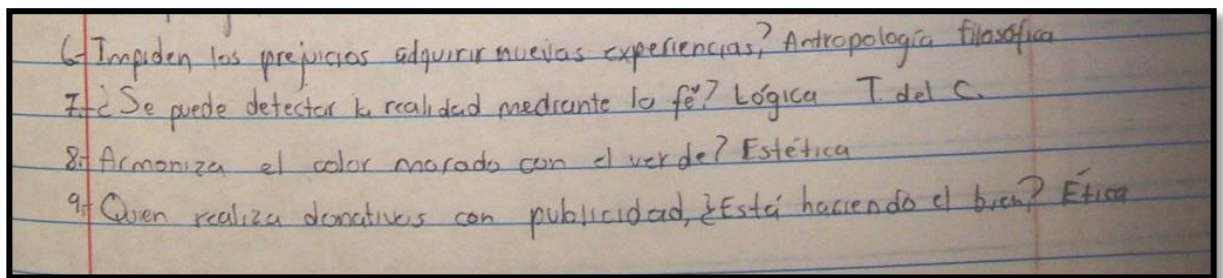 6.- Impiden los prejuicios adquirir nuevas experiencias? Antropología filosófica
7.- ¿Se puede detectar la realidad mediante la fé? Lógica T. del C.
8.- Armoniza el color morado con el verde? Estética
9.- Quien realiza donativos con publicidad, ¿Está haciendo el bien? Ética